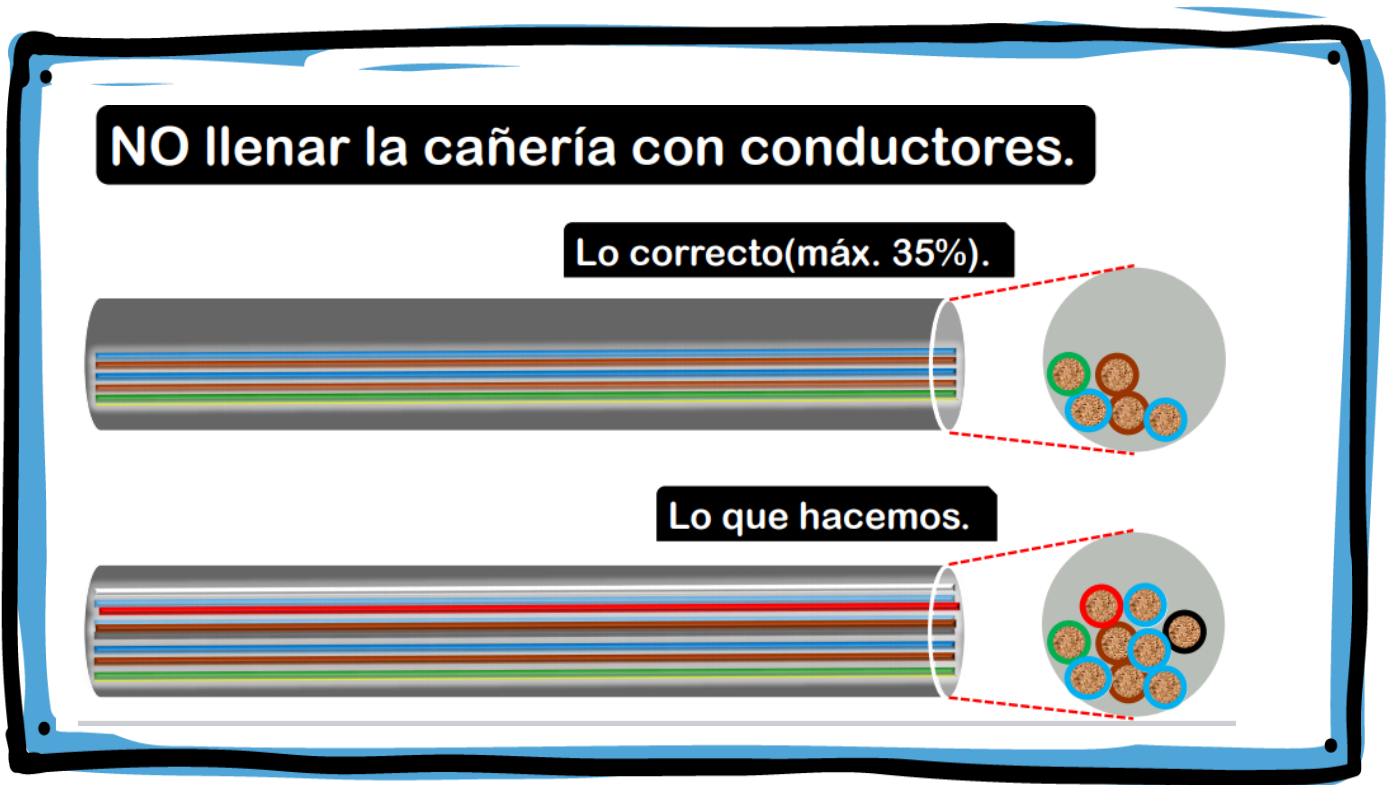 NO llenar la cañería con conductores.
Lo correcto(máx. 35%).
Lo que hacemos.